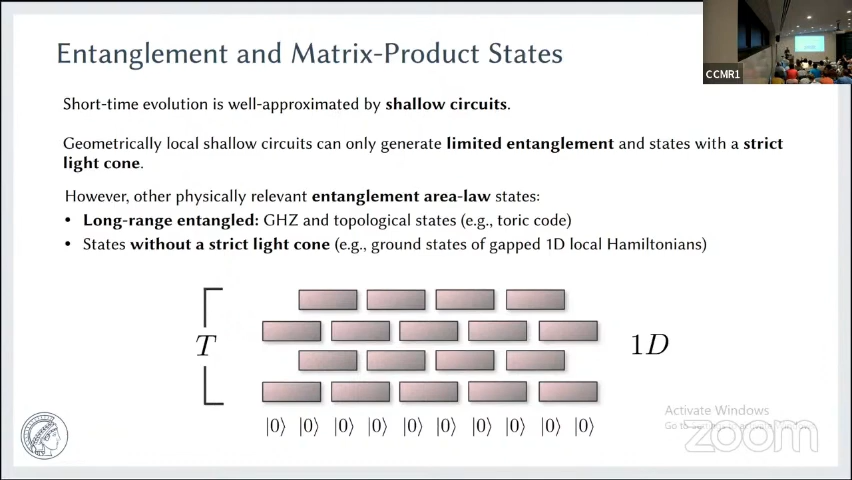 Entanglement and Matrix-Product States
CCMR1
Short-time evolution is well-approximated by shallow circuits.
Geometrically local shallow circuits can only generate limited entanglement and states with a strict
light cone.
However, other physically relevant entanglement area-law states:
• Long-range entangled: GHZ and topological states (e.g., toric code)
• States without a strict light cone (e.g., ground states of gapped 1D local Hamiltonians)
T
1D
|0⟩ |0⟩ |0⟩ |0⟩ |0⟩ |0⟩ |0⟩ |0⟩ |0⟩ |0⟩
Activate Windows
Go to
zoom